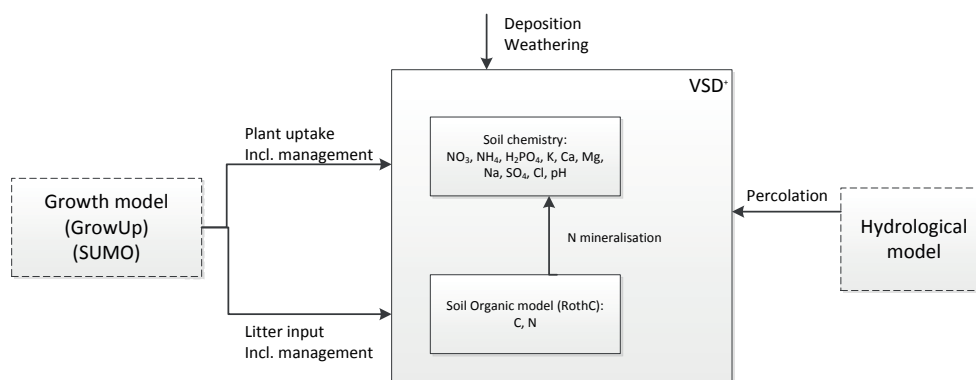 Deposition
Weathering
VSD⁺
Plant uptake
Incl. management
Soil chemistry:
NO₃, NH₄, H₂PO₄, K, Ca, Mg,
Na, SO₄, Cl, pH
Growth model
(GrowUp)
(SUMO)
Percolation
Hydrological
model
N mineralisation
Soil Organic model (RothC):
C, N
Litter input
Incl. management